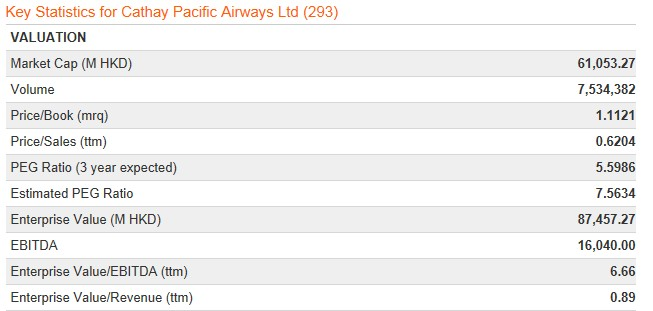 Key Statistics for Cathay Pacific Airways Ltd (293)
VALUATION
Market Cap (M HKD) 61,053.27
Volume 7,534,382
Price/Book (mrq) 1.1121
Price/Sales (ttm) 0.6204
PEG Ratio (3 year expected) 5.5986
Estimated PEG Ratio 7.5634
Enterprise Value (M HKD) 87,457.27
EBITDA 16,040.00
Enterprise Value/EBITDA (ttm) 6.66
Enterprise Value/Revenue (ttm) 0.89